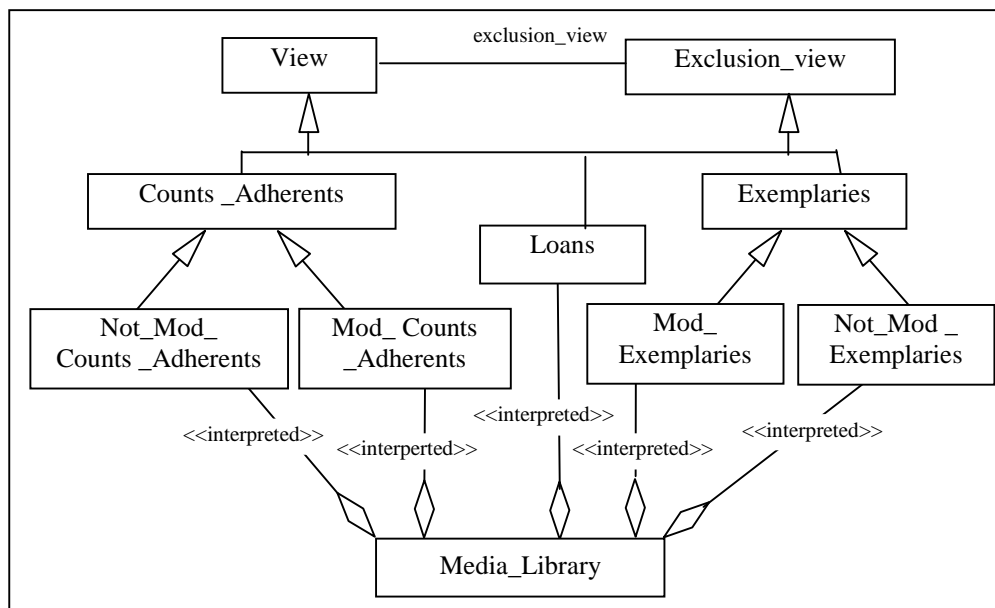 exclusion_view
View
Exclusion_view
Counts _Adherents
Exemplaries
Loans
Not_Mod_
Counts _Adherents
Mod_ Counts
_Adherents
Mod_
Exemplaries
Not_Mod _
Exemplaries
<<interpreted>>
<<interpreted>>
<<interperted>>
<<interpreted>>
<<interpreted>>
Media_Library